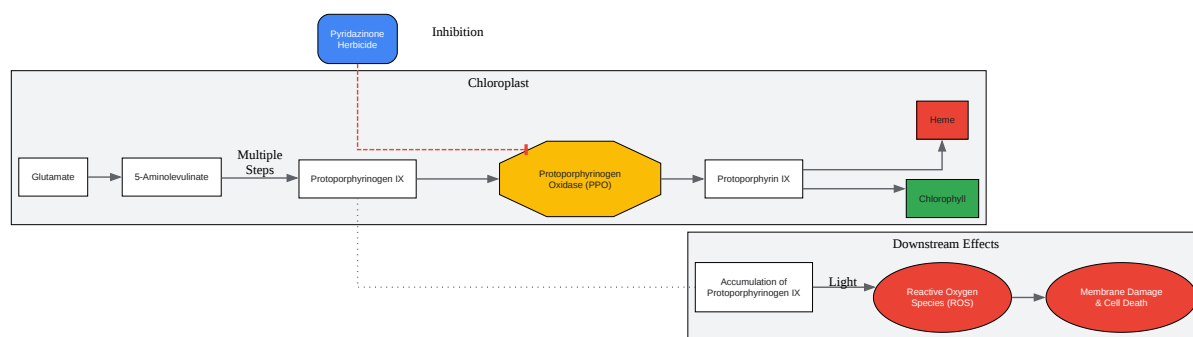 Pyridazinone
Herbicide
Inhibition
Chloroplast
Heme
Multiple
Steps
Glutamate
5-Aminolevulinate
Protoporphyrinogen IX
Protoporphyrinogen
Oxidase (PPO)
Protoporphyrin IX
Chlorophyll
Downstream Effects
Accumulation of
Protoporphyrinogen IX
Light
Reactive Oxygen
Species (ROS)
Membrane Damage
& Cell Death